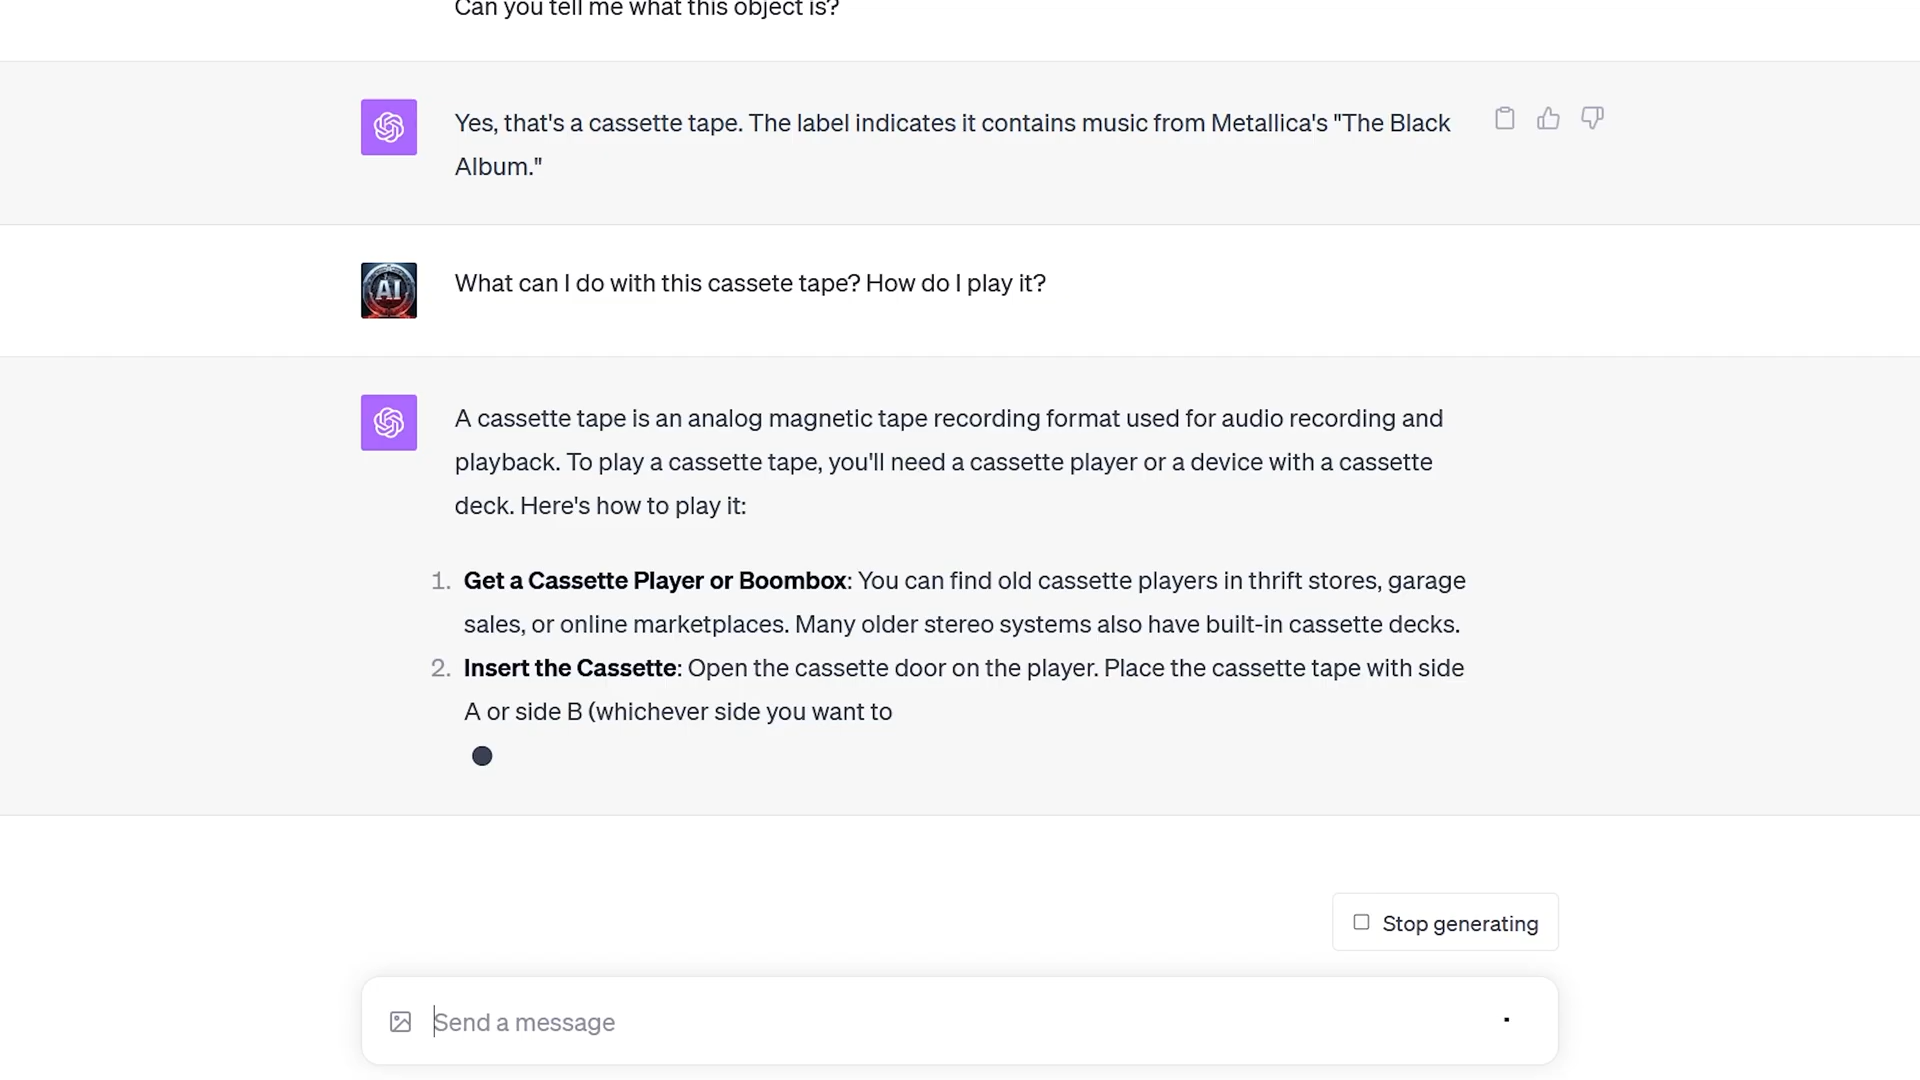 Can you tell me what this object is?
Yes, that's a cassette tape. The label indicates it contains music from Metallica's "The Black
Album."
AI
What can I do with this cassete tape? How do I play it?
A cassette tape is an analog magnetic tape recording format used for audio recording and
playback. To play a cassette tape, you'll need a cassette player or a device with a cassette
deck. Here's how to play it:
1. Get a Cassette Player or Boombox: You can find old cassette players in thrift stores, garage
sales, or online marketplaces. Many older stereo systems also have built-in cassette decks.
2. Insert the Cassette: Open the cassette door on the player. Place the cassette tape with side
A or side B (whichever side you want to
Stop generating
Send a message